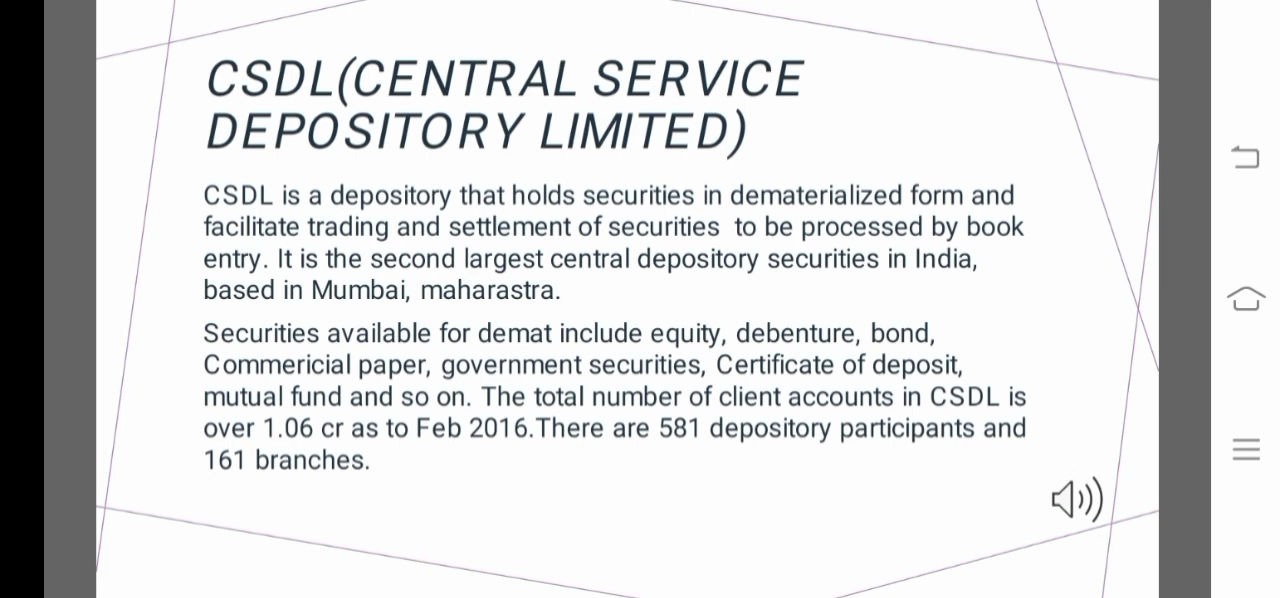 CSDL(CENTRAL SERVICE
DEPOSITORY LIMITED)
CSDL is a depository that holds securities in dematerialized form and
facilitate trading and settlement of securities  to be processed by book
entry. It is the second largest central depository securities in India,
based in Mumbai, maharastra.
Securities available for demat include equity, debenture, bond,
Commericial paper, government securities, Certificate of deposit,
mutual fund and so on. The total number of client accounts in CSDL is
over 1.06 cr as to Feb 2016.There are 581 depository participants and
161 branches.